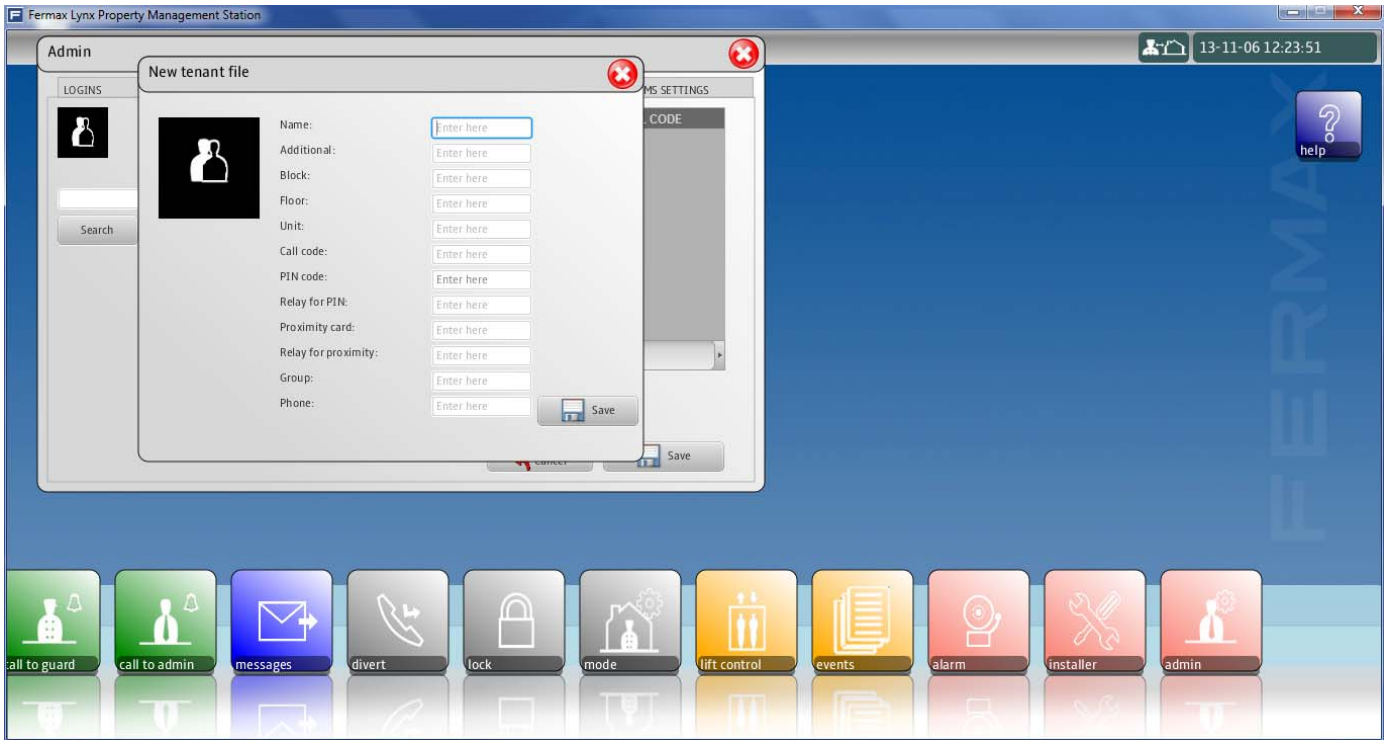 Fermax Lynx Property Management Station
13-11-06 12:23:51
Admin
New tenant file
LOGINS
MS SETTINGS
CODE
Search
Name: Enter here
Additional: Enter here
Block: Enter here
Floor: Enter here
Unit: Enter here
Call code: Enter here
PIN code: Enter here
Relay for PIN: Enter here
Proximity card: Enter here
Relay for proximity: Enter here
Group: Enter here
Phone: Enter here
Save
Cancel
Save
help
FERMAX
all to guard
call to admin
messages
divert
lock
mode
lift control
events
alarm
installer
admin